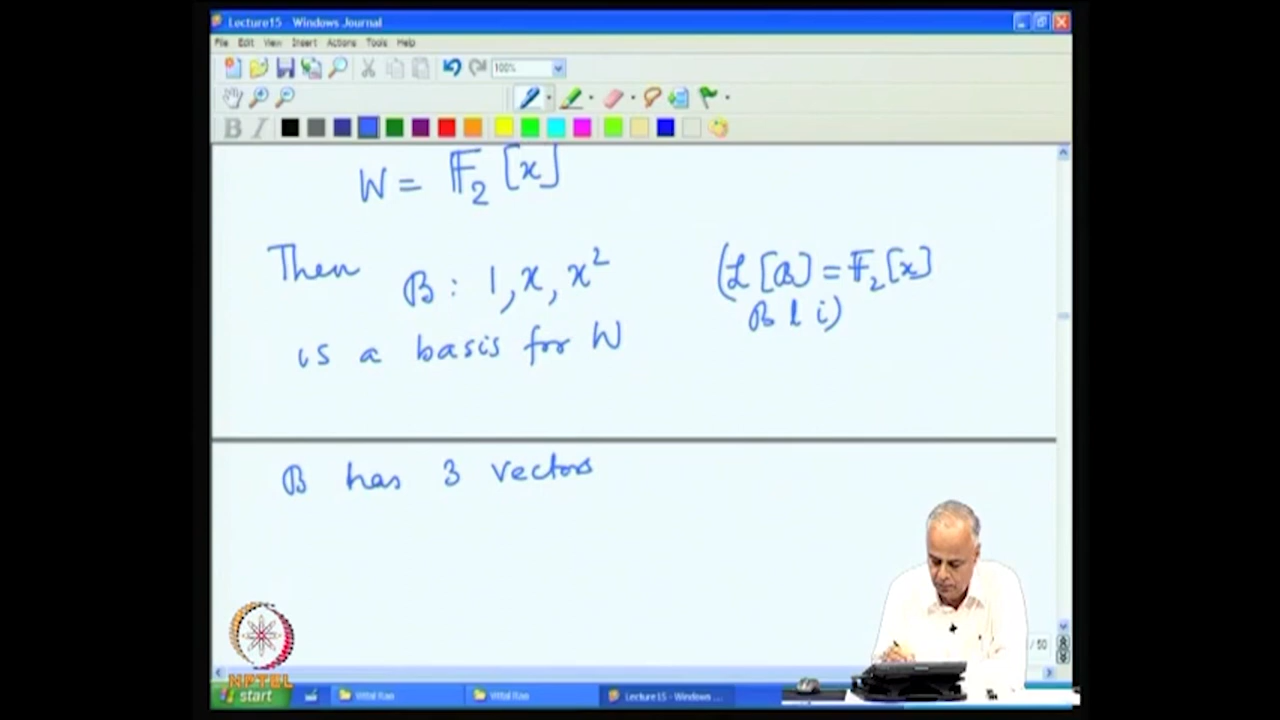 Lecture15 - Windows Journal
File Edit View Insert Actions Tools Help
100%
B I
W = 𝔽₂[x]
Then ℬ : 1, x, x² (ℒ[ℬ] = 𝔽₂[x]
ℬ l i)
is a basis for W
ℬ has 3 vectors
/ 50
NPTEL
start Vittal Rao Vittal Rao Lecture15 - Windows ...